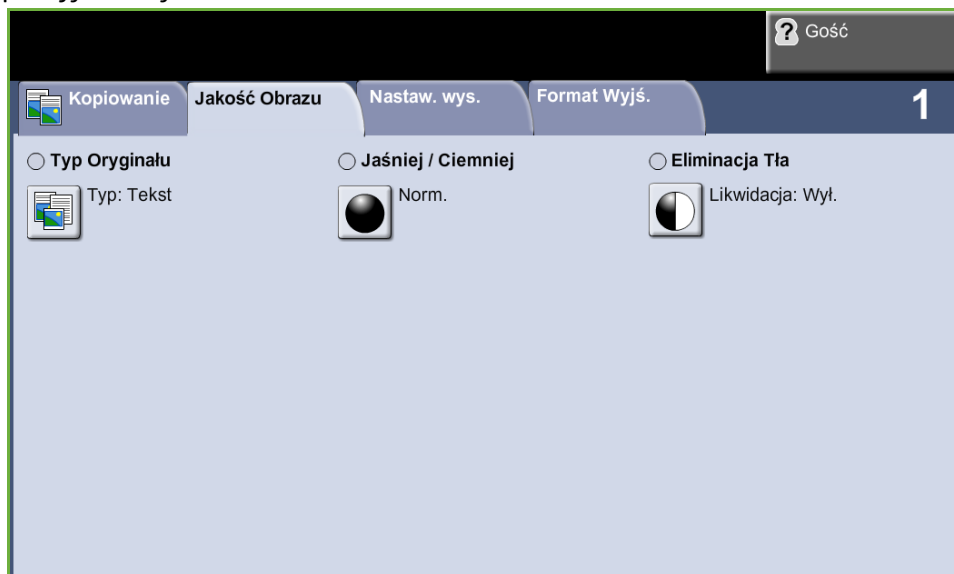 ? Gość
Kopiowanie Jakość Obrazu Nastaw. wys. Format Wyjś. 1
Typ Oryginału Jaśniej / Ciemniej Eliminacja Tła
Typ: Tekst Norm. Likwidacja: Wył.